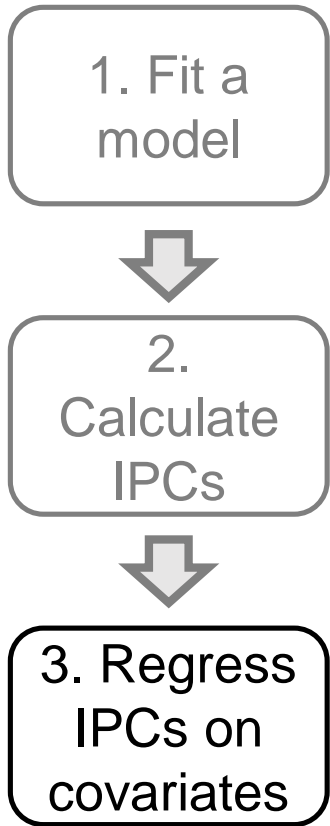 1. Fit a
model
2.
Calculate
IPCs
3. Regress
IPCs on
covariates